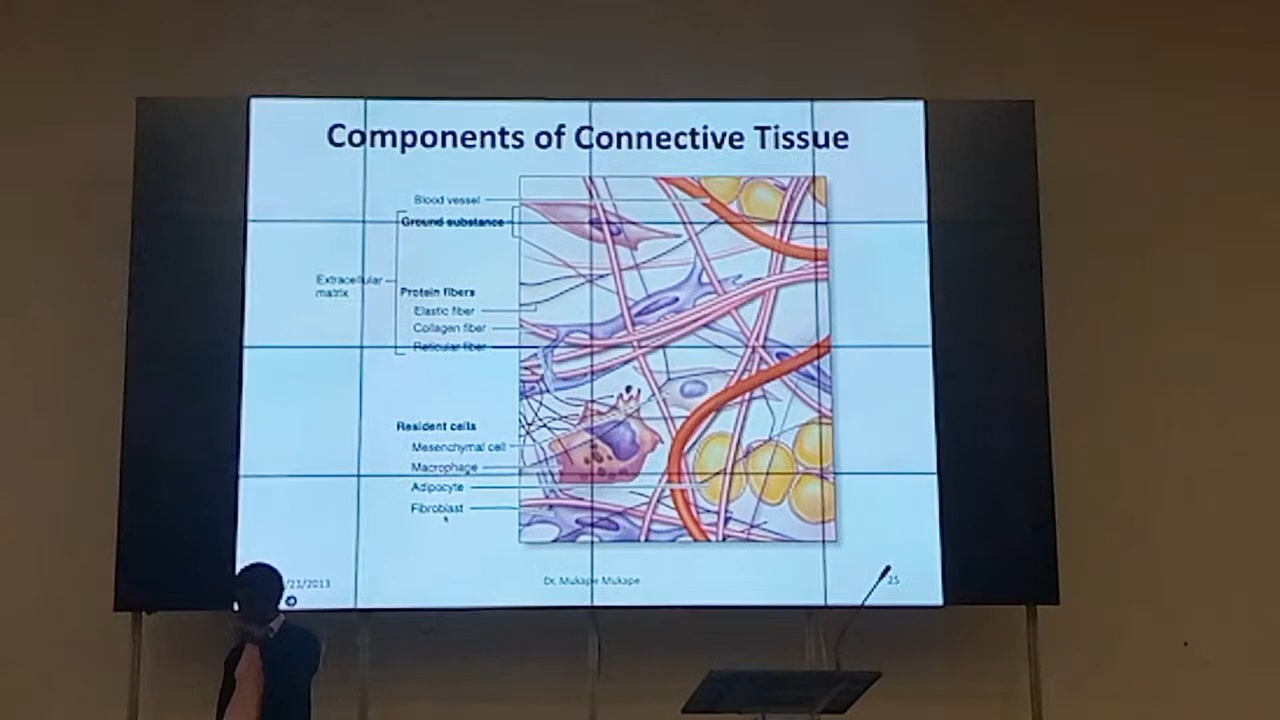 Components of Connective Tissue
Blood vessel
Ground substance
Extracellular
matrix
Protein fibers
Elastic fiber
Collagen fiber
Reticular fiber
Resident cells
Mesenchymal cell
Macrophage
Adipocyte
Fibroblast
/21/2013
Dr. Mukape Mukape
25